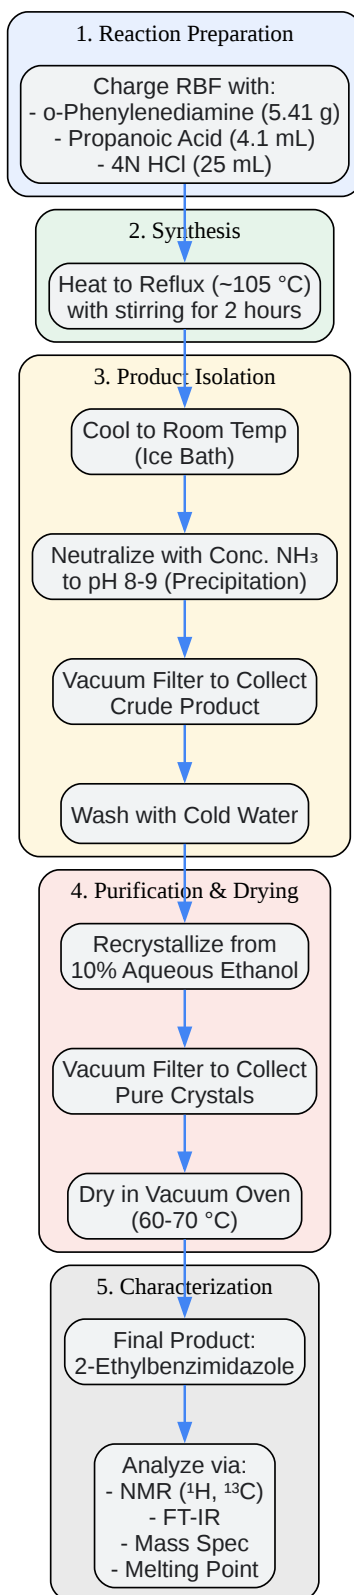 1. Reaction Preparation
Charge RBF with:
- o-Phenylenediamine (5.41 g)
- Propanoic Acid (4.1 mL)
- 4N HCl (25 mL)
2. Synthesis
Heat to Reflux (~105 °C)
with stirring for 2 hours
3. Product Isolation
Cool to Room Temp
(Ice Bath)
Neutralize with Conc. NH₃
to pH 8-9 (Precipitation)
Vacuum Filter to Collect
Crude Product
Wash with Cold Water
4. Purification & Drying
Recrystallize from
10% Aqueous Ethanol
Vacuum Filter to Collect
Pure Crystals
Dry in Vacuum Oven
(60-70 °C)
5. Characterization
Final Product:
2-Ethylbenzimidazole
Analyze via:
- NMR (¹H, ¹³C)
- FT-IR
- Mass Spec
- Melting Point